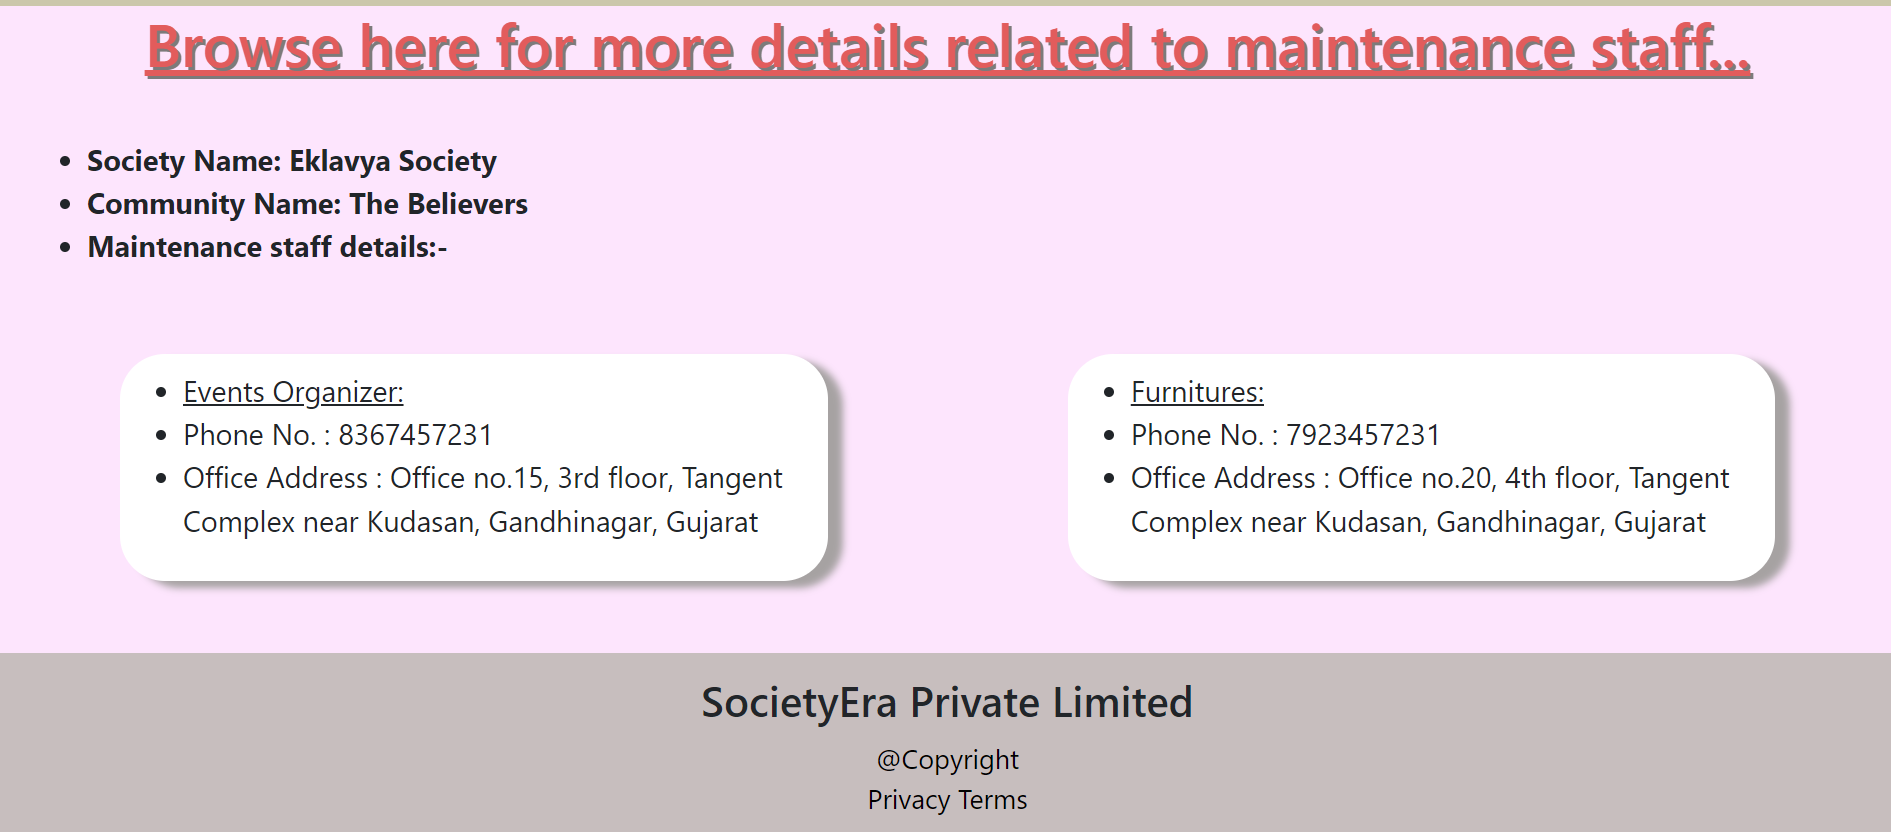 Browse here for more details related to maintenance staff...
Society Name: Eklavya Society
Community Name: The Believers
Maintenance staff details:-
Events Organizer:
Phone No. : 8367457231
Office Address : Office no.15, 3rd floor, Tangent
Complex near Kudasan, Gandhinagar, Gujarat
Furnitures:
Phone No. : 7923457231
Office Address : Office no.20, 4th floor, Tangent
Complex near Kudasan, Gandhinagar, Gujarat
SocietyEra Private Limited
@Copyright
Privacy Terms